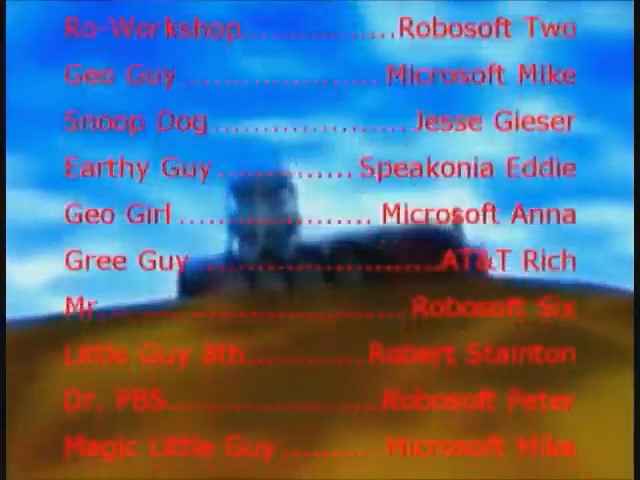 Ro-Workshop................Robosoft Two
Geo Guy .................... Microsoft Mike
Snoop Dog.................... Jesse Gieser
Earthy Guy.............. Speakonia Eddie
Geo Girl .................... Microsoft Anna
Gree Guy .........................AT&T Rich
Mr................................ Robosoft Six
Little Guy 8th............. Robert Stainton
Dr. PBS....................... Robosoft Peter
Magic Little Guy ........... Microsoft Mike